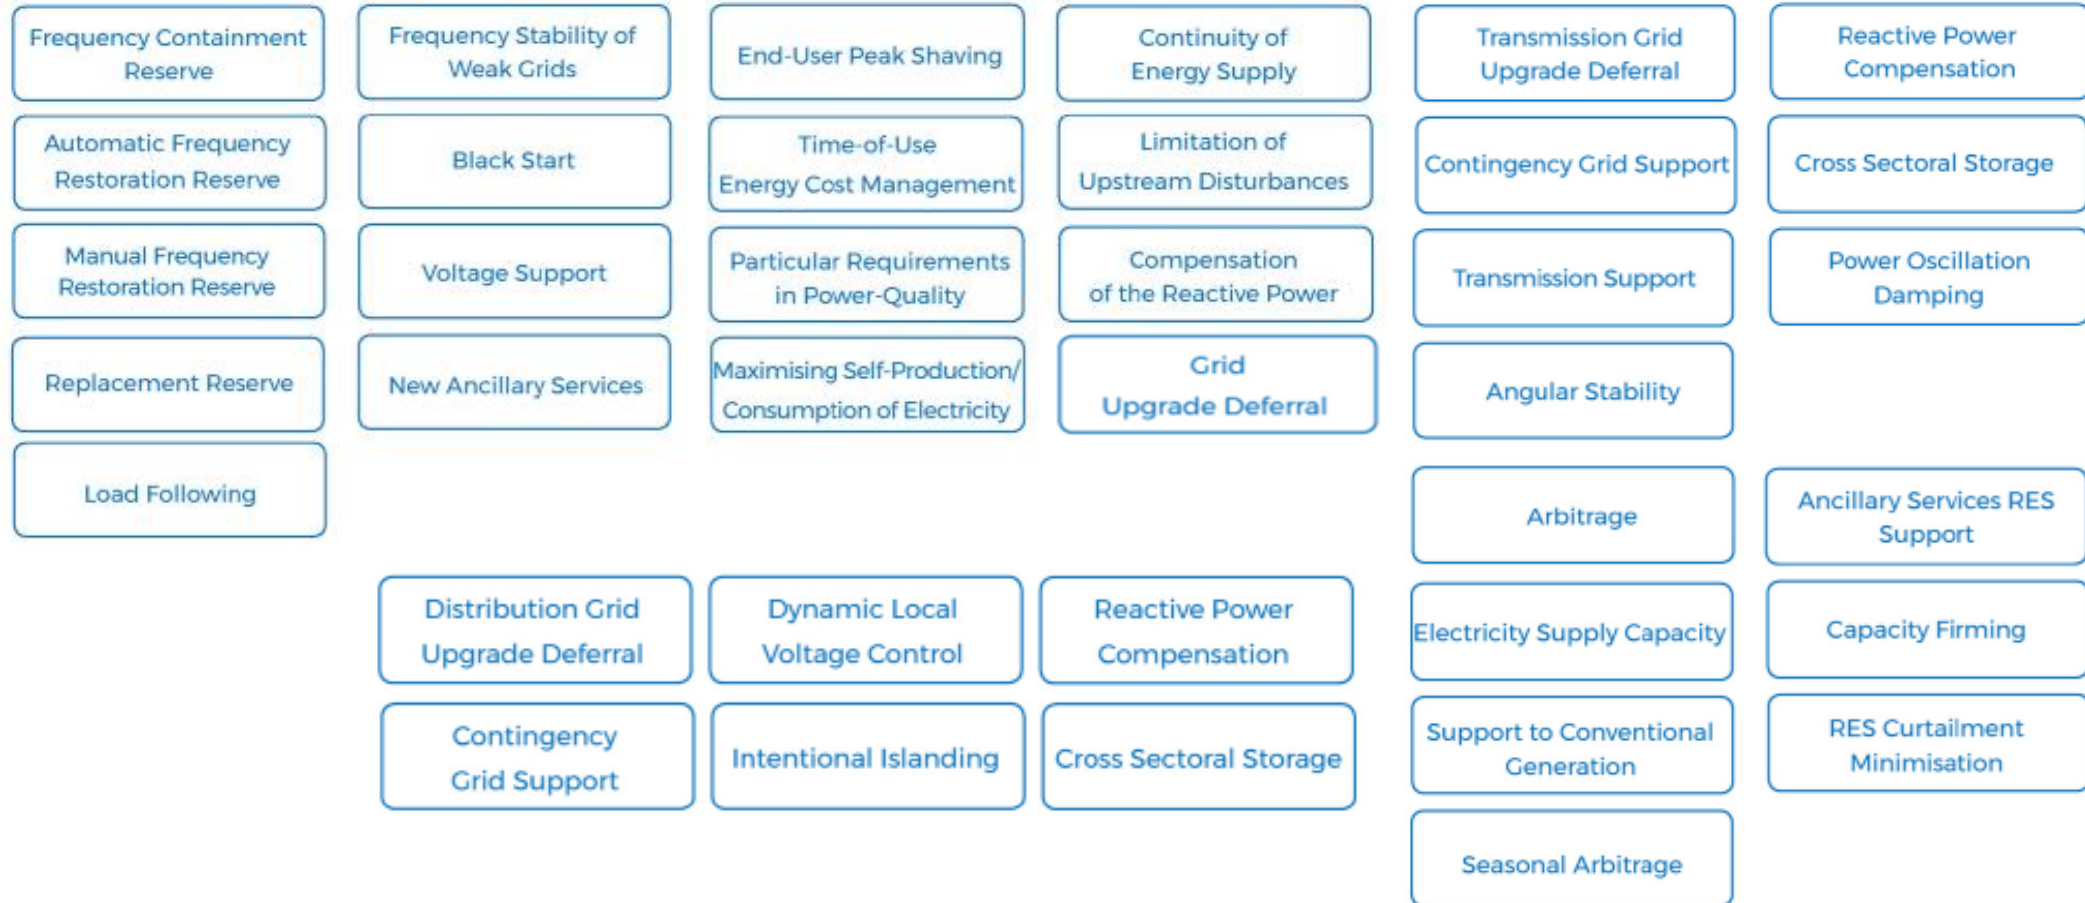 Frequency Containment
Reserve
Automatic Frequency
Restoration Reserve
Manual Frequency
Restoration Reserve
Replacement Reserve
Load Following
Frequency Stability of
Weak Grids
Black Start
Voltage Support
New Ancillary Services
End-User Peak Shaving
Time-of-Use
Energy Cost Management
Particular Requirements
in Power-Quality
Maximising Self-Production/
Consumption of Electricity
Continuity of
Energy Supply
Limitation of
Upstream Disturbances
Compensation
of the Reactive Power
Grid
Upgrade Deferral
Distribution Grid
Upgrade Deferral
Contingency
Grid Support
Dynamic Local
Voltage Control
Intentional Islanding
Reactive Power
Compensation
Cross Sectoral Storage
Transmission Grid
Upgrade Deferral
Contingency Grid Support
Transmission Support
Angular Stability
Reactive Power
Compensation
Cross Sectoral Storage
Power Oscillation
Damping
Arbitrage
Electricity Supply Capacity
Support to Conventional
Generation
Seasonal Arbitrage
Ancillary Services RES
Support
Capacity Firming
RES Curtailment
Minimisation